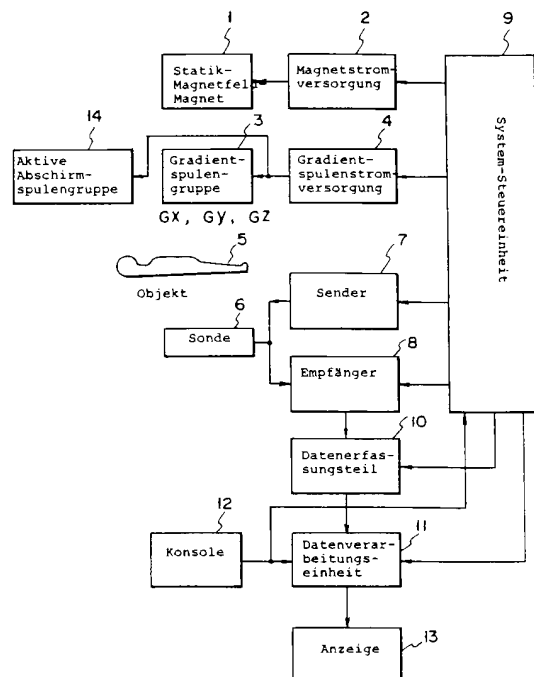 1
2
9
Statik-
Magnetfeld
Magnet
Magnetstrom-
versorgung
System-Steuereinheit
14
3
4
Aktive
Abschirm-
spulengruppe
Gradient-
spulen-
gruppe
Gradient-
spulenstrom-
versorgung
GX, GY, GZ
5
Objekt
7
Sender
6
Sonde
8
Empfänger
10
Datenerfas-
sungsteil
12
Konsole
11
Datenverar-
beitungs-
einheit
Anzeige
13